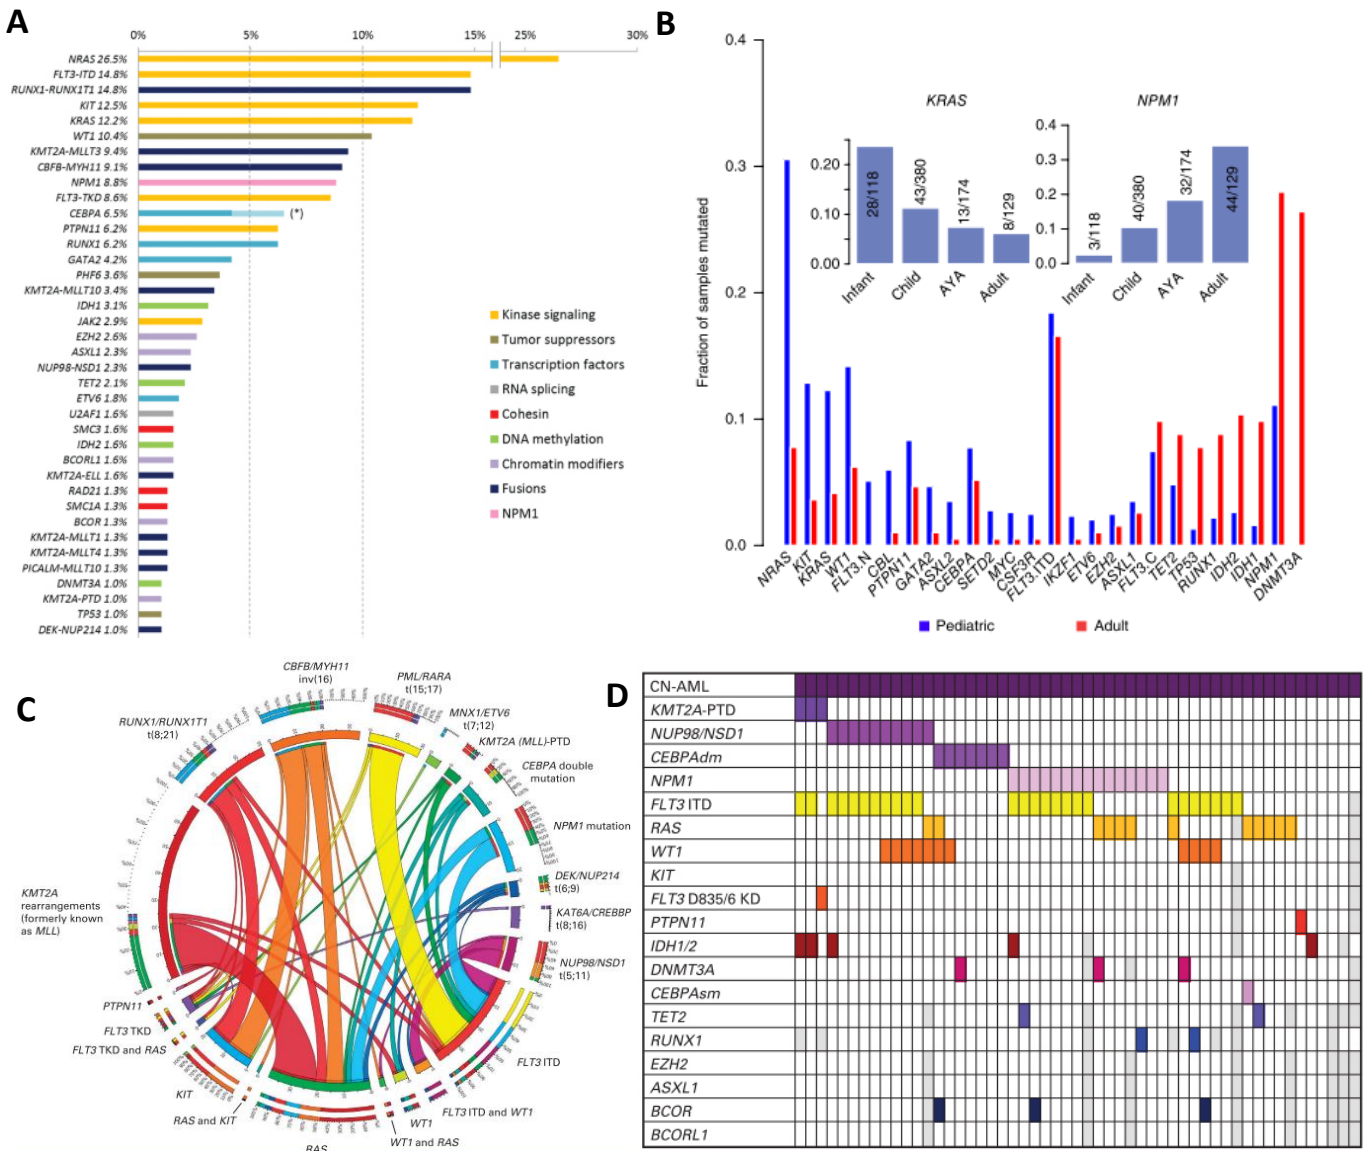 A
0%
5%
10%
15%
25%
30%
NRAS 26.5%
FLT3-ITD 14.8%
RUNX1-RUNX1T1 14.8%
KIT 12.5%
KRAS 12.2%
WT1 10.4%
KMT2A-MLLT3 9.4%
CBFB-MYH11 9.1%
NPM1 8.8%
FLT3-TKD 8.6%
CEBPA 6.5%
(*)
PTPN11 6.2%
RUNX1 6.2%
GATA2 4.2%
PHF6 3.6%
KMT2A-MLLT10 3.4%
IDH1 3.1%
JAK2 2.9%
EZH2 2.6%
ASXL1 2.3%
NUP98-NSD1 2.3%
TET2 2.1%
ETV6 1.8%
U2AF1 1.6%
SMC3 1.6%
IDH2 1.6%
BCORL1 1.6%
KMT2A-ELL 1.6%
RAD21 1.3%
SMC1A 1.3%
BCOR 1.3%
KMT2A-MLLT1 1.3%
KMT2A-MLLT4 1.3%
PICALM-MLLT10 1.3%
DNMT3A 1.0%
KMT2A-PTD 1.0%
TP53 1.0%
DEK-NUP214 1.0%
Kinase signaling
Tumor suppressors
Transcription factors
RNA splicing
Cohesin
DNA methylation
Chromatin modifiers
Fusions
NPM1
B
Fraction of samples mutated
0.4
0.3
0.2
0.1
0.0
KRAS
0.20
0.10
0.00
28/118
43/380
13/174
8/129
Infant
Child
AYA
Adult
NPM1
0.4
0.3
0.2
0.1
0.0
3/118
40/380
32/174
44/129
Infant
Child
AYA
Adult
NRAS
KIT
KRAS
WT1
FLT3.N
CBL
PTPN11
GATA2
ASXL2
CEBPA
SETD2
MYC
CSF3R
FLT3.ITD
IKZF1
ETV6
EZH2
ASXL1
FLT3.C
TET2
TP53
RUNX1
IDH2
IDH1
NPM1
DNMT3A
Pediatric
Adult
C
CBFB/MYH11
inv(16)
PML/RARA
t(15;17)
MNX1/ETV6
t(7;12)
KMT2A (MLL)-PTD
CEBPA double
mutation
NPM1 mutation
DEK/NUP214
t(6;9)
KAT6A/CREBBP
t(8;16)
NUP98/NSD1
t(5;11)
FLT3 ITD
FLT3 ITD and WT1
WT1
WT1 and RAS
RAS
RAS and KIT
KIT
FLT3 TKD and RAS
FLT3 TKD
PTPN11
KMT2A
rearrangements
(formerly known
as MLL)
RUNX1/RUNX1T1
t(8;21)
D
CN-AML
KMT2A-PTD
NUP98/NSD1
CEBPAdm
NPM1
FLT3 ITD
RAS
WT1
KIT
FLT3 D835/6 KD
PTPN11
IDH1/2
DNMT3A
CEBPAsm
TET2
RUNX1
EZH2
ASXL1
BCOR
BCORL1